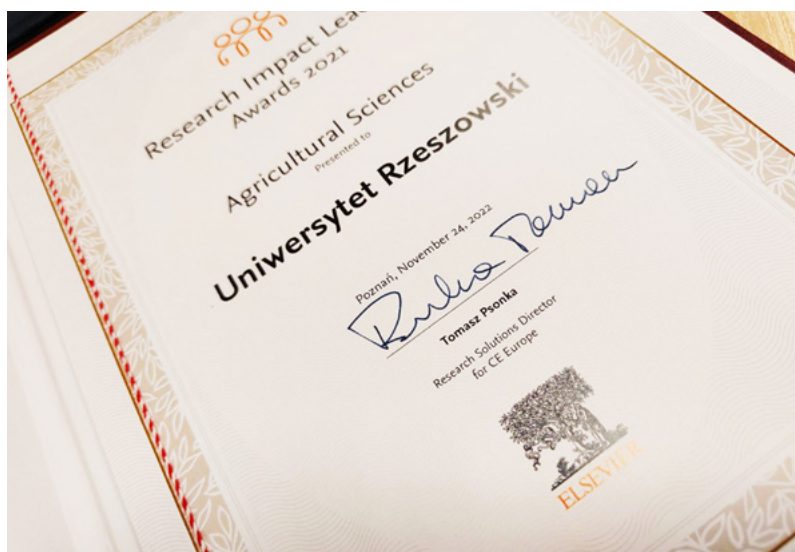 Research Impact Lea
Awards 2021
Agricultural Sciences
Presented to
Uniwersytet Rzeszowski
Poznań, November 24, 2022
Tomasz Psonka
Research Solutions Director
for CE Europe
ELSEVIER